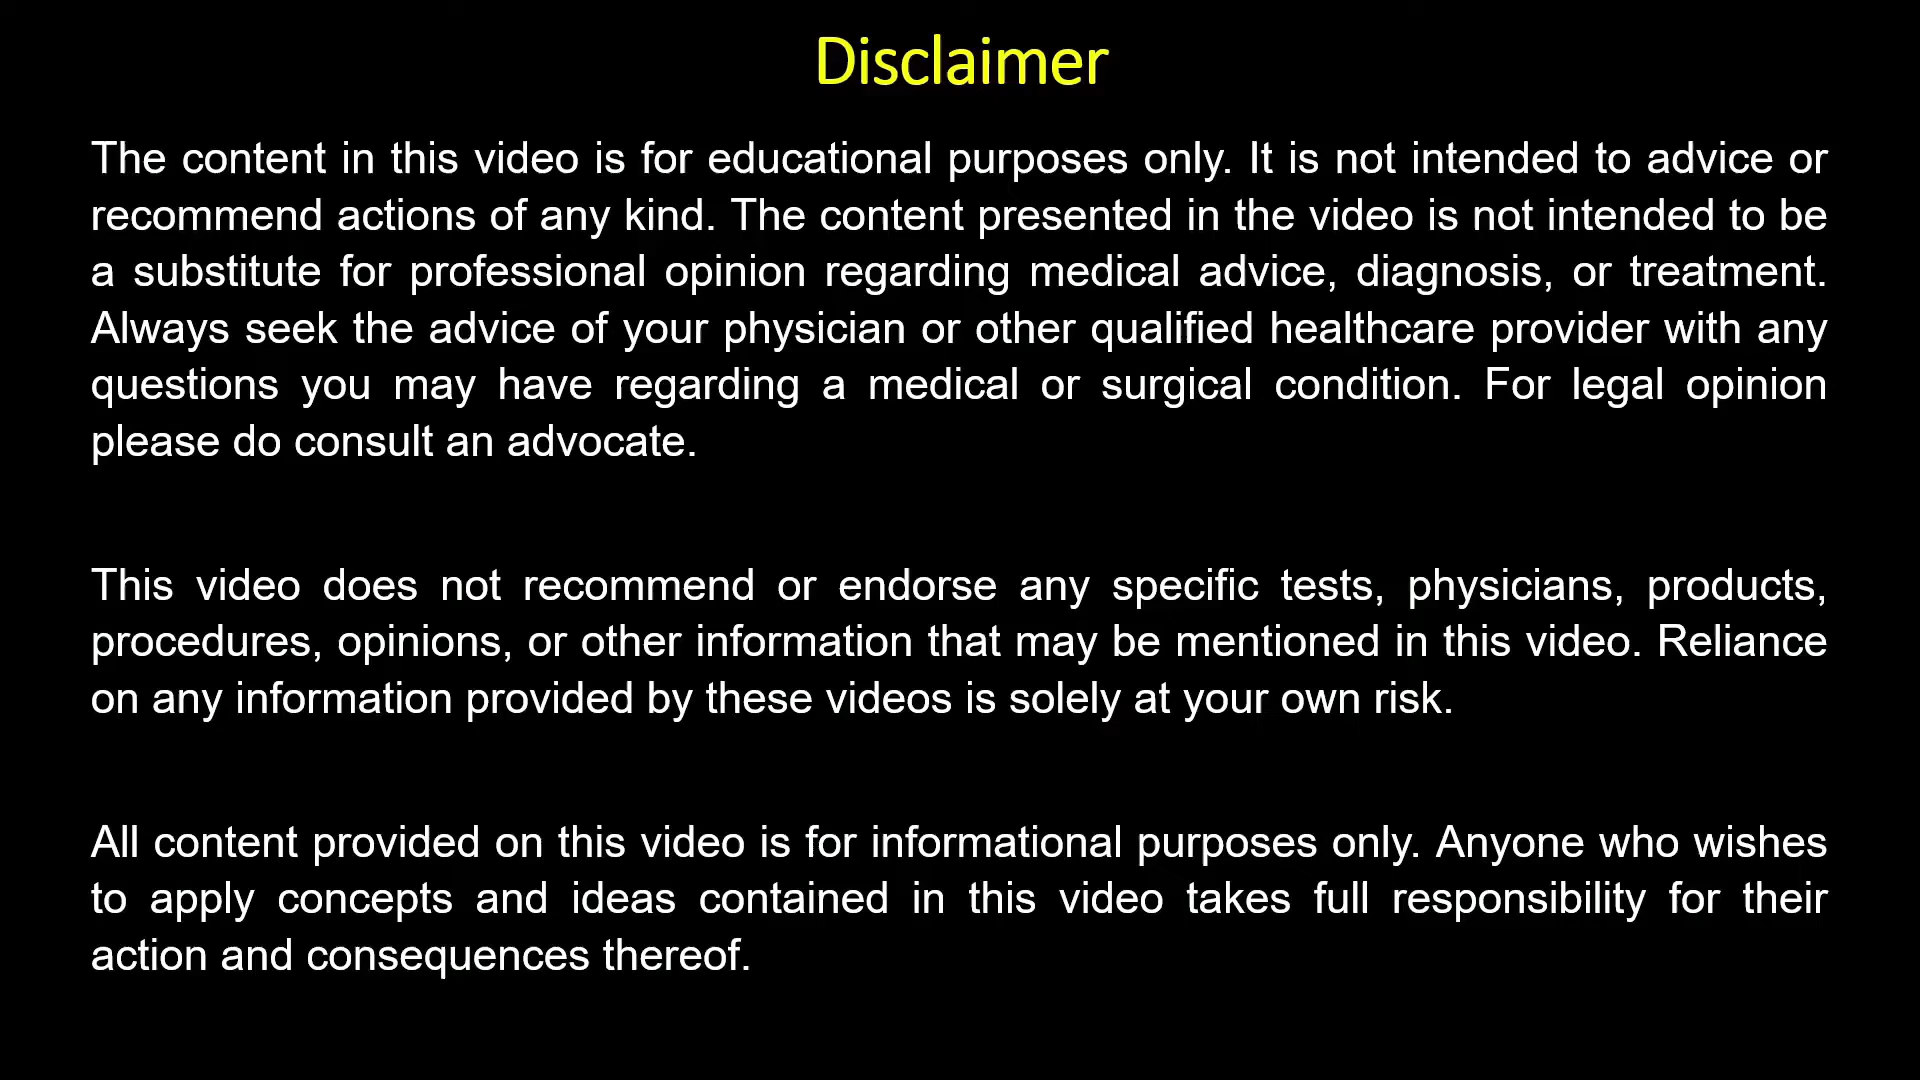 Disclaimer
The content in this video is for educational purposes only. It is not intended to advice or
recommend actions of any kind. The content presented in the video is not intended to be
a substitute for professional opinion regarding medical advice, diagnosis, or treatment.
Always seek the advice of your physician or other qualified healthcare provider with any
questions you may have regarding a medical or surgical condition. For legal opinion
please do consult an advocate.
This video does not recommend or endorse any specific tests, physicians, products,
procedures, opinions, or other information that may be mentioned in this video. Reliance
on any information provided by these videos is solely at your own risk.
All content provided on this video is for informational purposes only. Anyone who wishes
to apply concepts and ideas contained in this video takes full responsibility for their
action and consequences thereof.